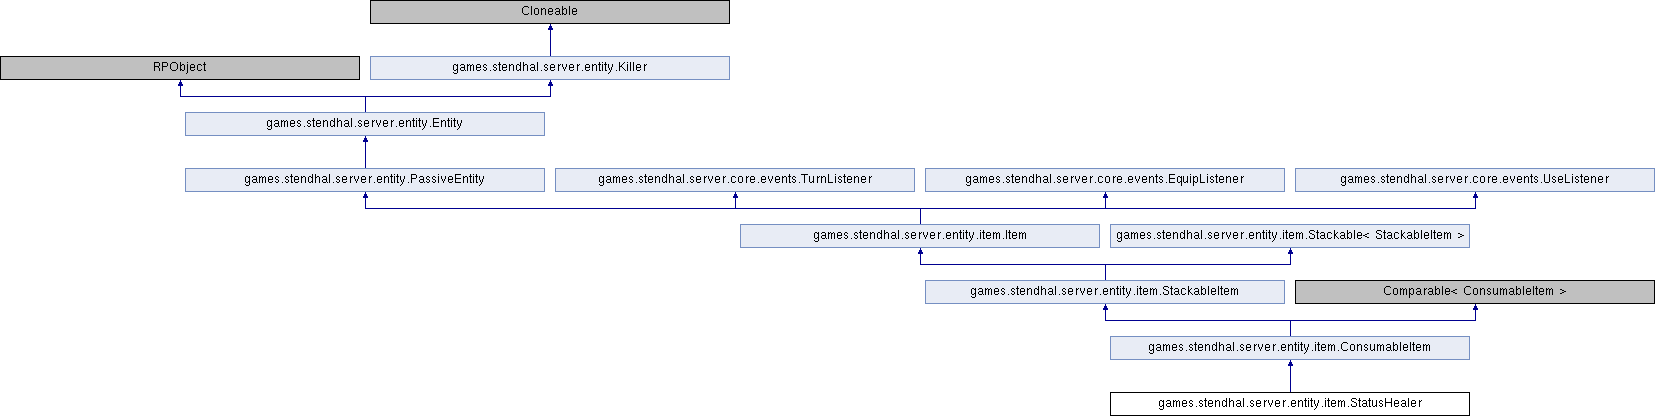 Cloneable
RPObject
games.stendhal.server.entity.Killer
games.stendhal.server.entity.Entity
games.stendhal.server.entity.PassiveEntity
games.stendhal.server.core.events.TurnListener
games.stendhal.server.core.events.EquipListener
games.stendhal.server.core.events.UseListener
games.stendhal.server.entity.item.Item
games.stendhal.server.entity.item.Stackable< StackableItem >
games.stendhal.server.entity.item.StackableItem
Comparable< ConsumableItem >
games.stendhal.server.entity.item.ConsumableItem
games.stendhal.server.entity.item.StatusHealer